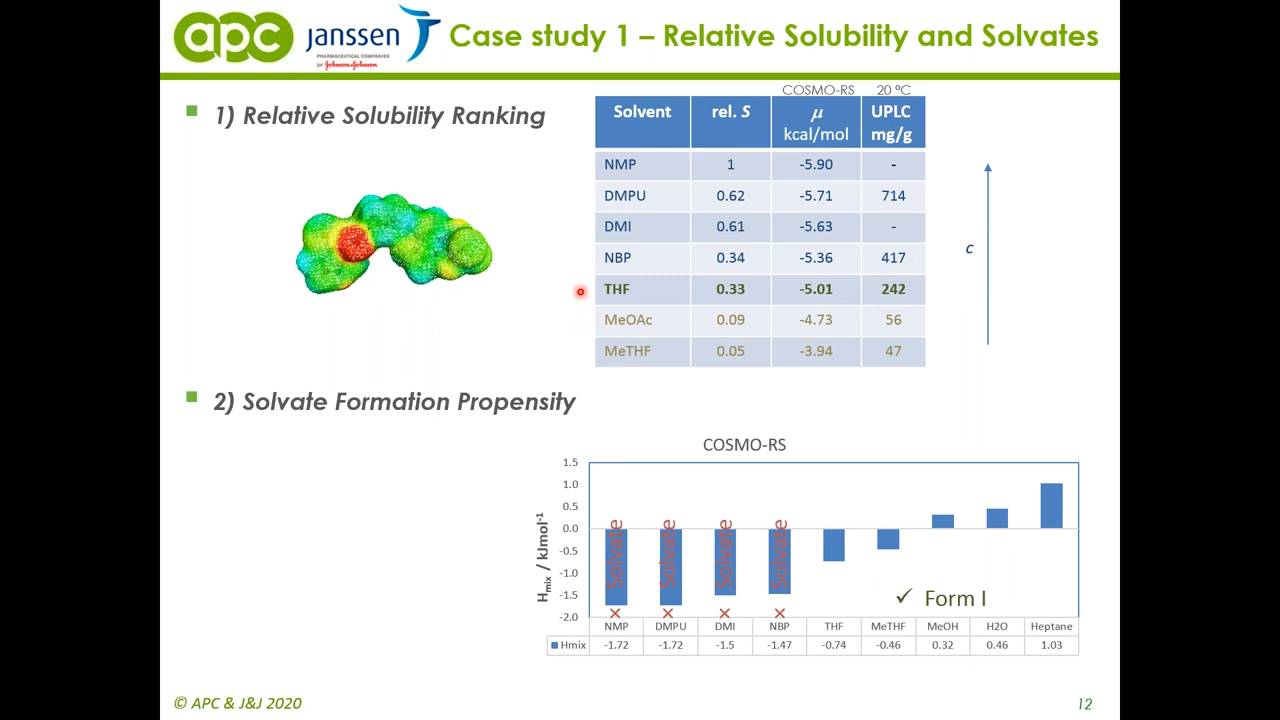 apc
janssen
PHARMACEUTICAL COMPANIES
OF Johnson & Johnson
Case study 1 – Relative Solubility and Solvates
1) Relative Solubility Ranking
COSMO-RS 20 ºC
Solvent rel. S μ kcal/mol UPLC mg/g
NMP 1 -5.90 -
DMPU 0.62 -5.71 714
DMI 0.61 -5.63 -
NBP 0.34 -5.36 417
THF 0.33 -5.01 242
MeOAc 0.09 -4.73 56
MeTHF 0.05 -3.94 47
c
2) Solvate Formation Propensity
COSMO-RS
1.5
1.0
0.5
0.0
-0.5
-1.0
-1.5
-2.0
Hmix / kJmol-1
Solvate Solvate Solvate Solvate
✓ Form I
NMP DMPU DMI NBP THF MeTHF MeOH H2O Heptane
Hmix -1.72 -1.72 -1.5 -1.47 -0.74 -0.46 0.32 0.46 1.03
© APC & J&J 2020
12